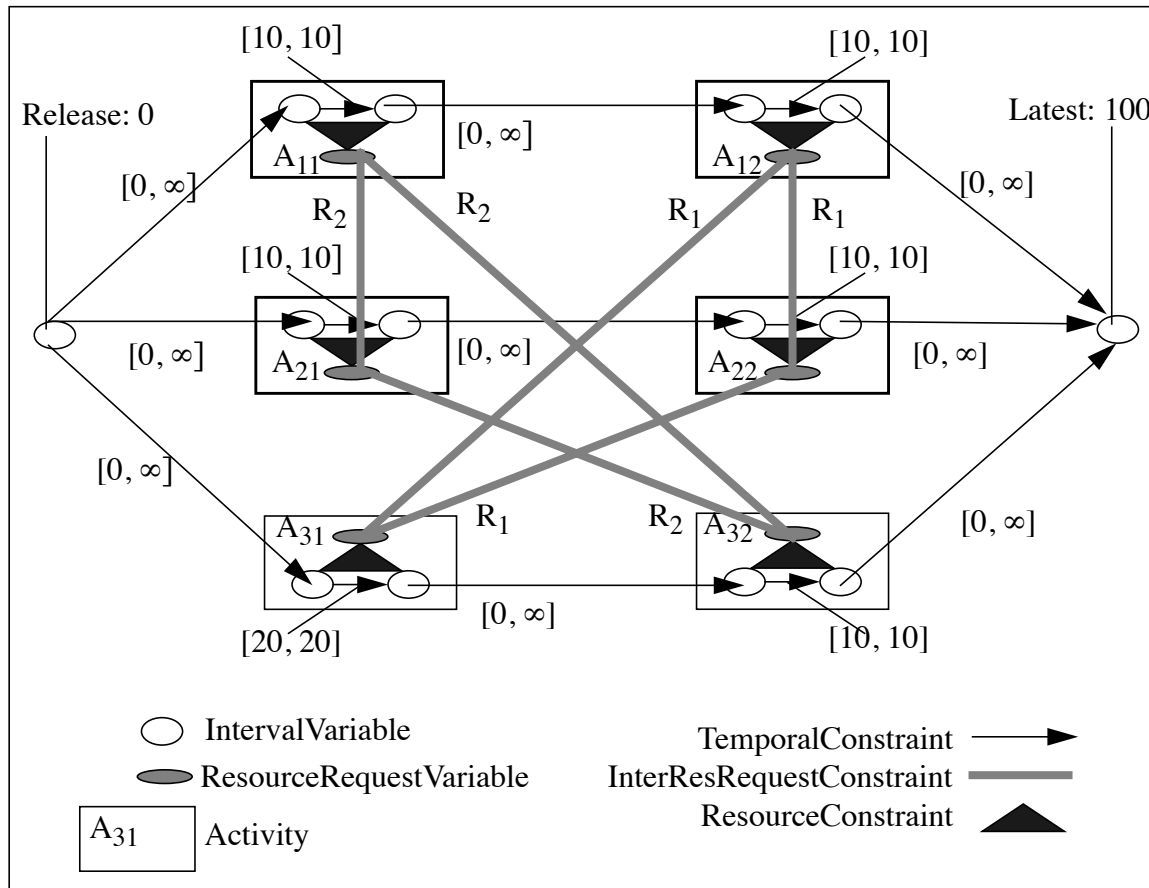 [10, 10]
[10, 10]
Release: 0
Latest: 100
[0, ∞]
A11
A12
[0, ∞]
[0, ∞]
R2
R2
R1
R1
[10, 10]
[10, 10]
[0, ∞]
A21
[0, ∞]
A22
[0, ∞]
[0, ∞]
R1
R2
A31
A32
[0, ∞]
[20, 20]
[0, ∞]
[10, 10]
IntervalVariable
ResourceRequestVariable
A31
Activity
TemporalConstraint
InterResRequestConstraint
ResourceConstraint